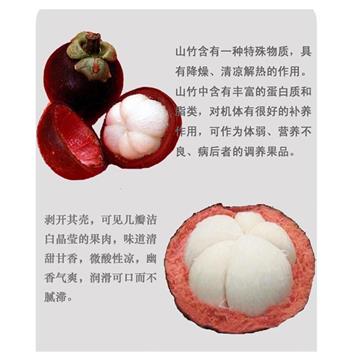 山竹含有一种特殊物质，具
有降燥、清凉解热的作用。
山竹中含有丰富的蛋白质和
脂类，对机体有很好的补养
作用，可作为体弱、营养不
良、病后者的调养果品。
剥开其壳，可见几瓣洁
白晶莹的果肉，味道清
甜甘香，微酸性凉，幽
香气爽，润滑可口而不
腻滞。